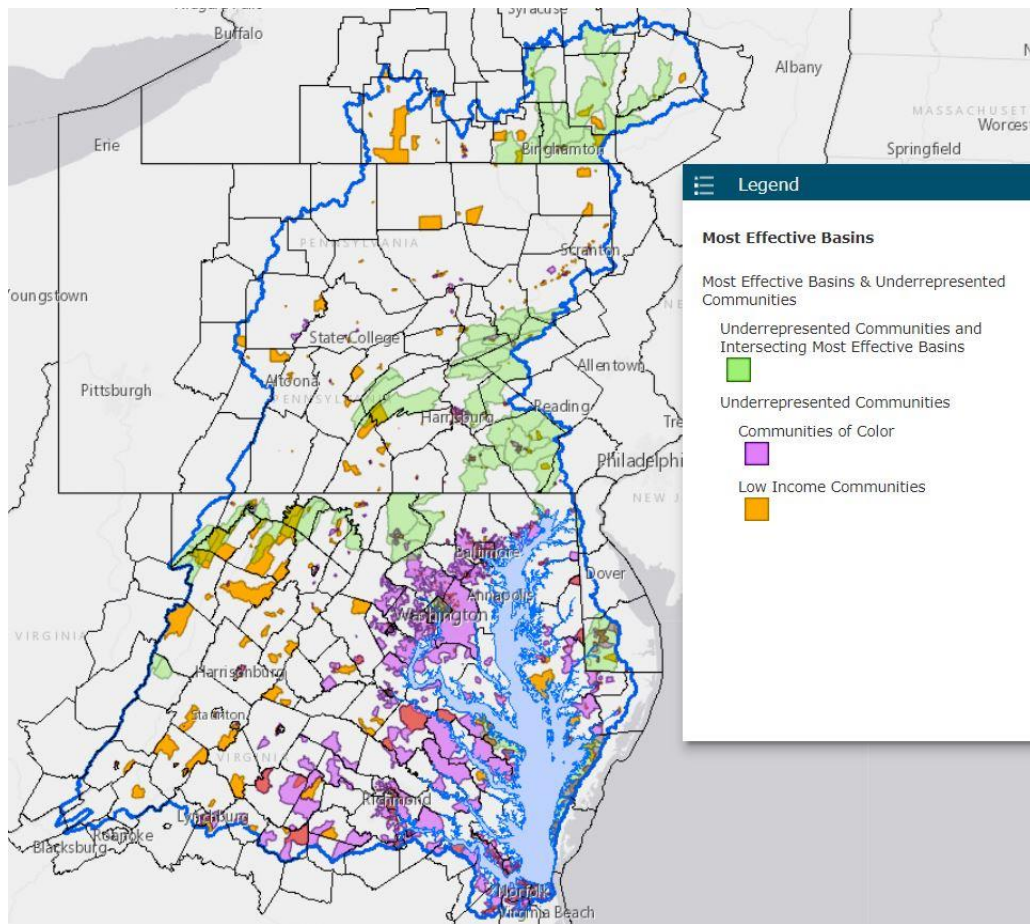 Syracuse
Buffalo
Albany
MASSACHUSET
Worces
Erie
Binghamton
Springfield
Legend
Most Effective Basins
Most Effective Basins & Underrepresented
Communities
Underrepresented Communities and
Intersecting Most Effective Basins
Underrepresented Communities
Communities of Color
Low Income Communities
PENNSYLVANIA
Scranton
Youngstown
State College
Allentown
Pittsburgh
Altoona
PENNSYLVANIA
Harrisburg
Reading
Tre
Philadelphi
NEW J
Baltimore
Dover
Annapolis
Washington
VIRGINIA
Harrisonburg
Staunton
VIRGINIA
Richmond
Lynchburg
Roanoke
Blacksburg
Norfolk
Virginia Beach